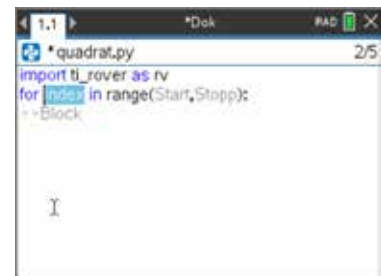 1.1 *Dok RAD
*quadrat.py 2/5
import ti_rover as rv
for index in range(Start,Stopp):
Block